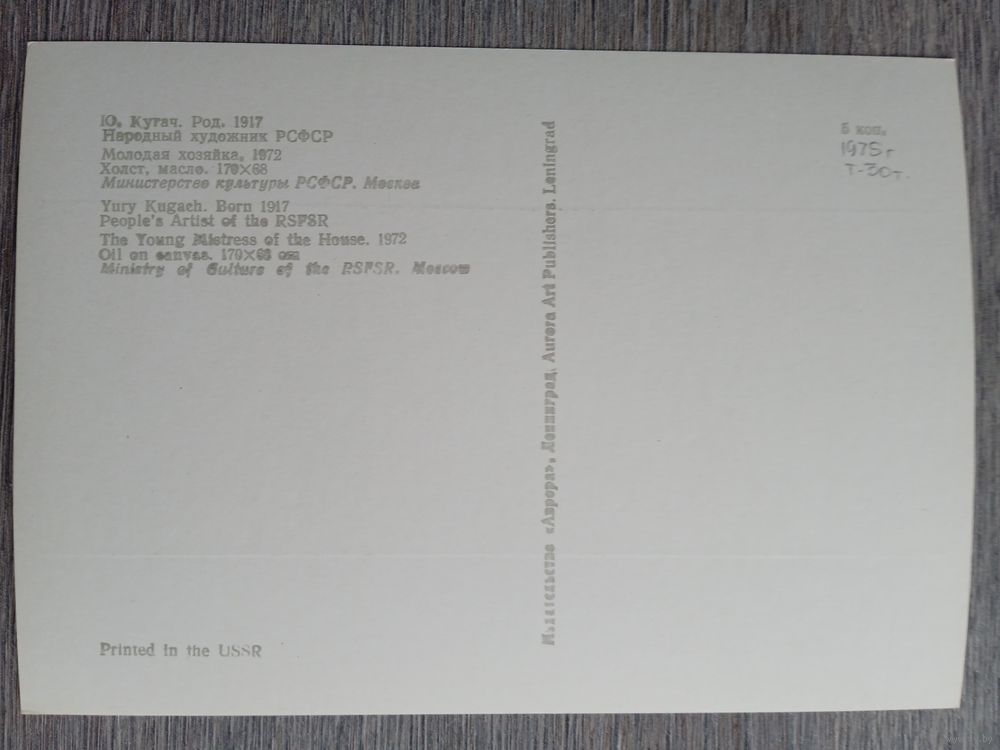 Ю. Кугач. Род. 1917
Народный художник РСФСР
Молодая хозяйка. 1972
Холст, масло. 170×68
Министерство культуры РСФСР. Москва
Yury Kugach. Born 1917
People's Artist of the RSFSR
The Young Mistress of the House. 1972
Oil on canvas. 170×68 cm
Ministry of Culture of the RSFSR. Moscow
Printed in the USSR
Издательство «Аврора», Ленинград. Aurora Art Publishers. Leningrad
5 коп.
1975 г
т-30т.